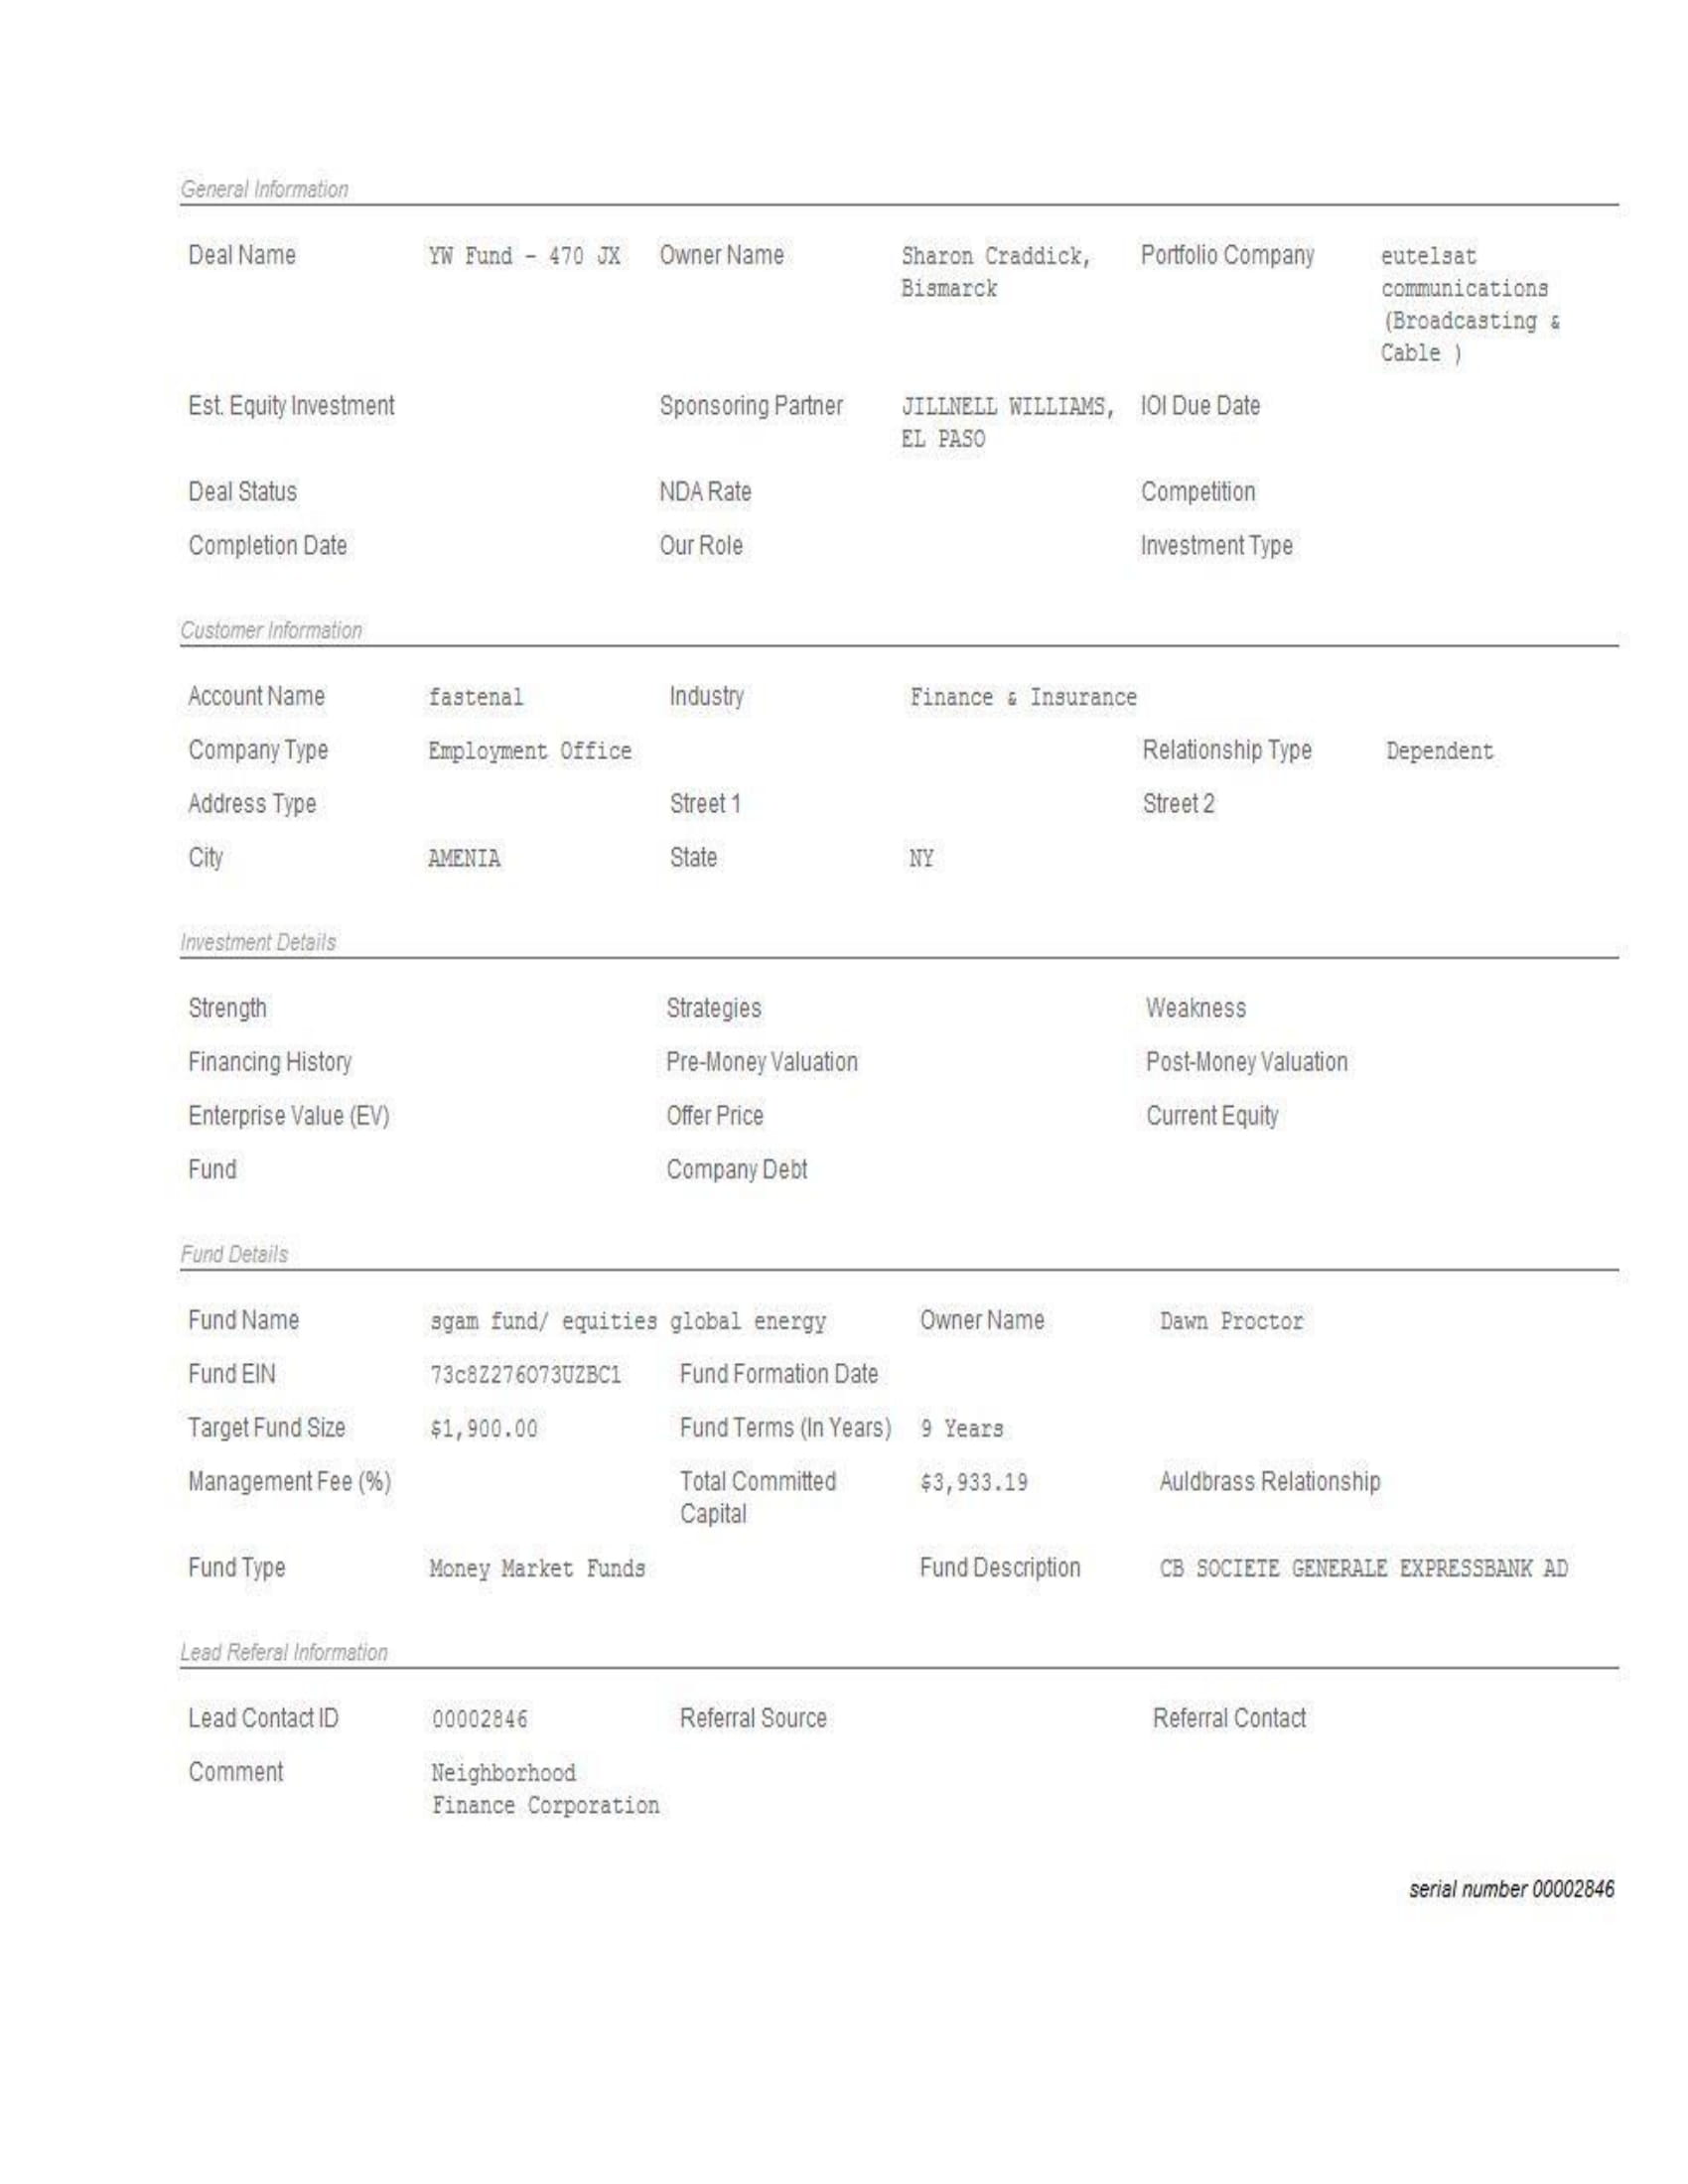 General Information
Deal Name YW Fund - 470 JX Owner Name Sharon Craddick, Portfolio Company eutelsat
Bismarck communications
(Broadcasting &
Cable )
Est. Equity Investment Sponsoring Partner JILLNELL WILLIAMS, IOI Due Date
EL PASO
Deal Status NDA Rate Competition
Completion Date Our Role Investment Type
Customer Information
Account Name fastenal Industry Finance & Insurance
Company Type Employment Office Relationship Type Dependent
Address Type Street 1 Street 2
City AMENIA State NY
Investment Details
Strength Strategies Weakness
Financing History Pre-Money Valuation Post-Money Valuation
Enterprise Value (EV) Offer Price Current Equity
Fund Company Debt
Fund Details
Fund Name sgam fund/ equities global energy Owner Name Dawn Proctor
Fund EIN 73c8Z276O73UZBC1 Fund Formation Date
Target Fund Size $1,900.00 Fund Terms (In Years) 9 Years
Management Fee (%) Total Committed $3,933.19 Auldbrass Relationship
Capital
Fund Type Money Market Funds Fund Description CB SOCIETE GENERALE EXPRESSBANK AD
Lead Referal Information
Lead Contact ID 00002846 Referral Source Referral Contact
Comment Neighborhood
Finance Corporation
serial number 00002846